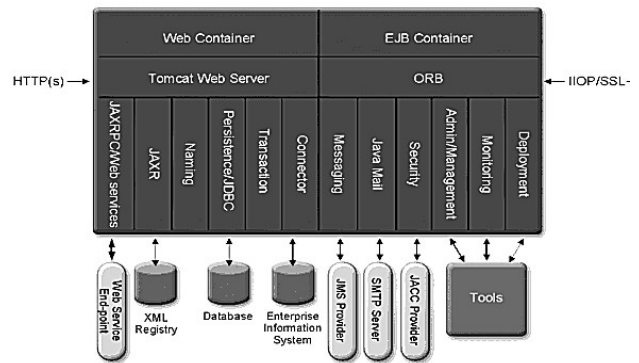 Web Container
EJB Container
HTTP(s)
Tomcat Web Server
ORB
IIOP/SSL
JAXRPC/Web services
JAXR
Naming
Persistence/JDBC
Transaction
Connector
Messaging
Java Mail
Security
Admin/Management
Monitoring
Deployment
Web Service
End-point
XML
Registry
Database
Enterprise
Information
System
JMS Provider
SMTP Server
JACC Provider
Tools